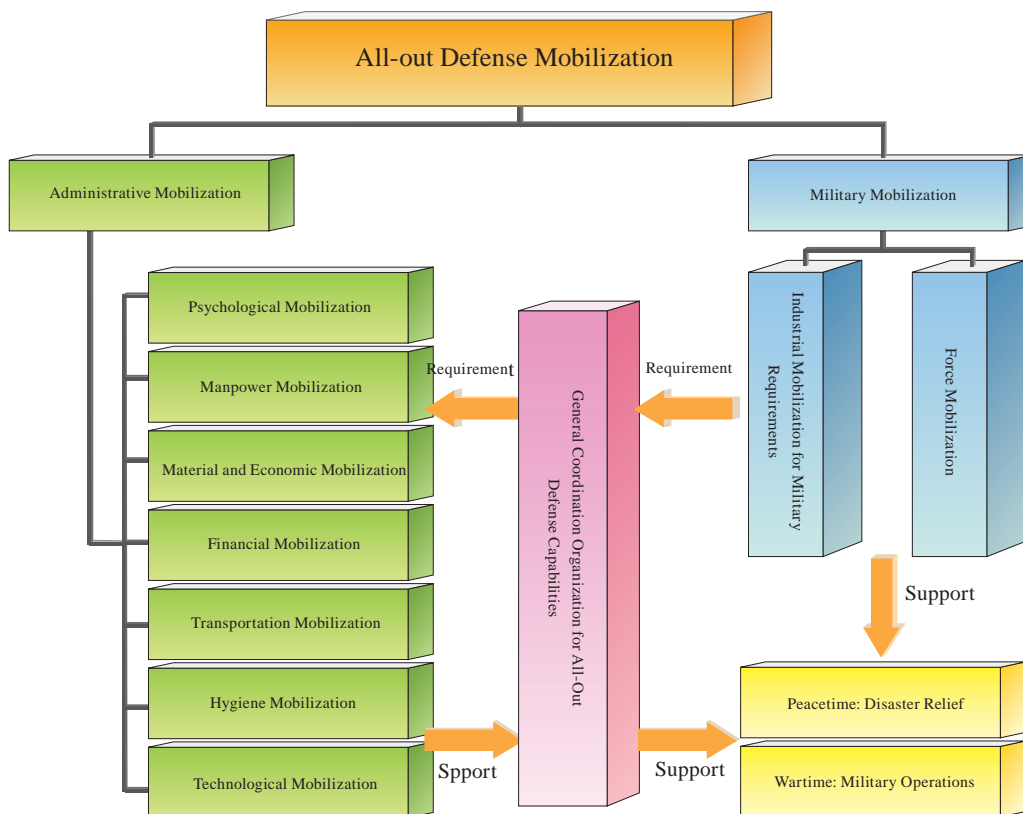 All-out Defense Mobilization
Administrative Mobilization
Military Mobilization
Psychological Mobilization
Manpower Mobilization
Material and Economic Mobilization
Financial Mobilization
Transportation Mobilization
Hygiene Mobilization
Technological Mobilization
Requirement
Spport
General Coordination Organization for All-Out
Defense Capabilities
Requirement
Support
Industrial Mobilization for Military
Requirements
Force Mobilization
Support
Peacetime: Disaster Relief
Wartime: Military Operations